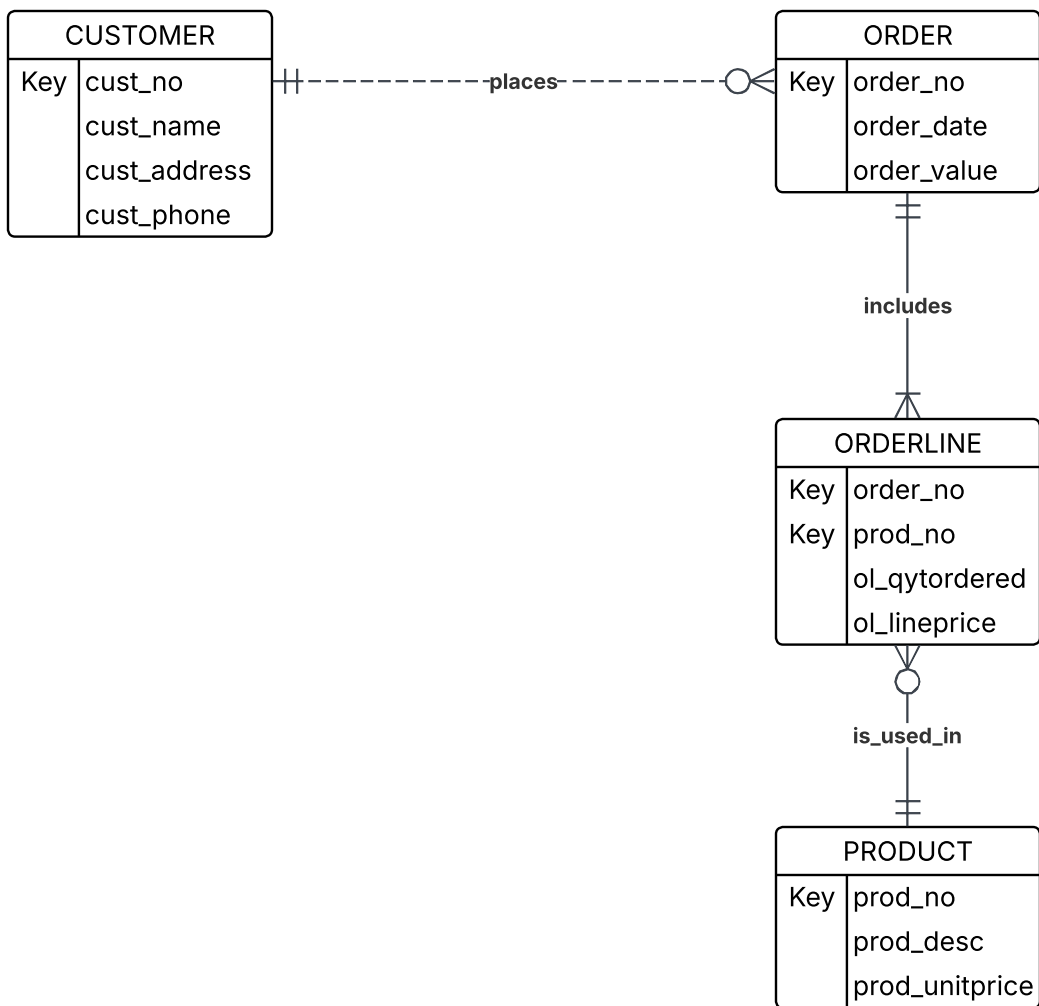 CUSTOMER
Key cust_no
cust_name
cust_address
cust_phone
places
ORDER
Key order_no
order_date
order_value
includes
ORDERLINE
Key order_no
Key prod_no
ol_qytordered
ol_lineprice
is_used_in
PRODUCT
Key prod_no
prod_desc
prod_unitprice